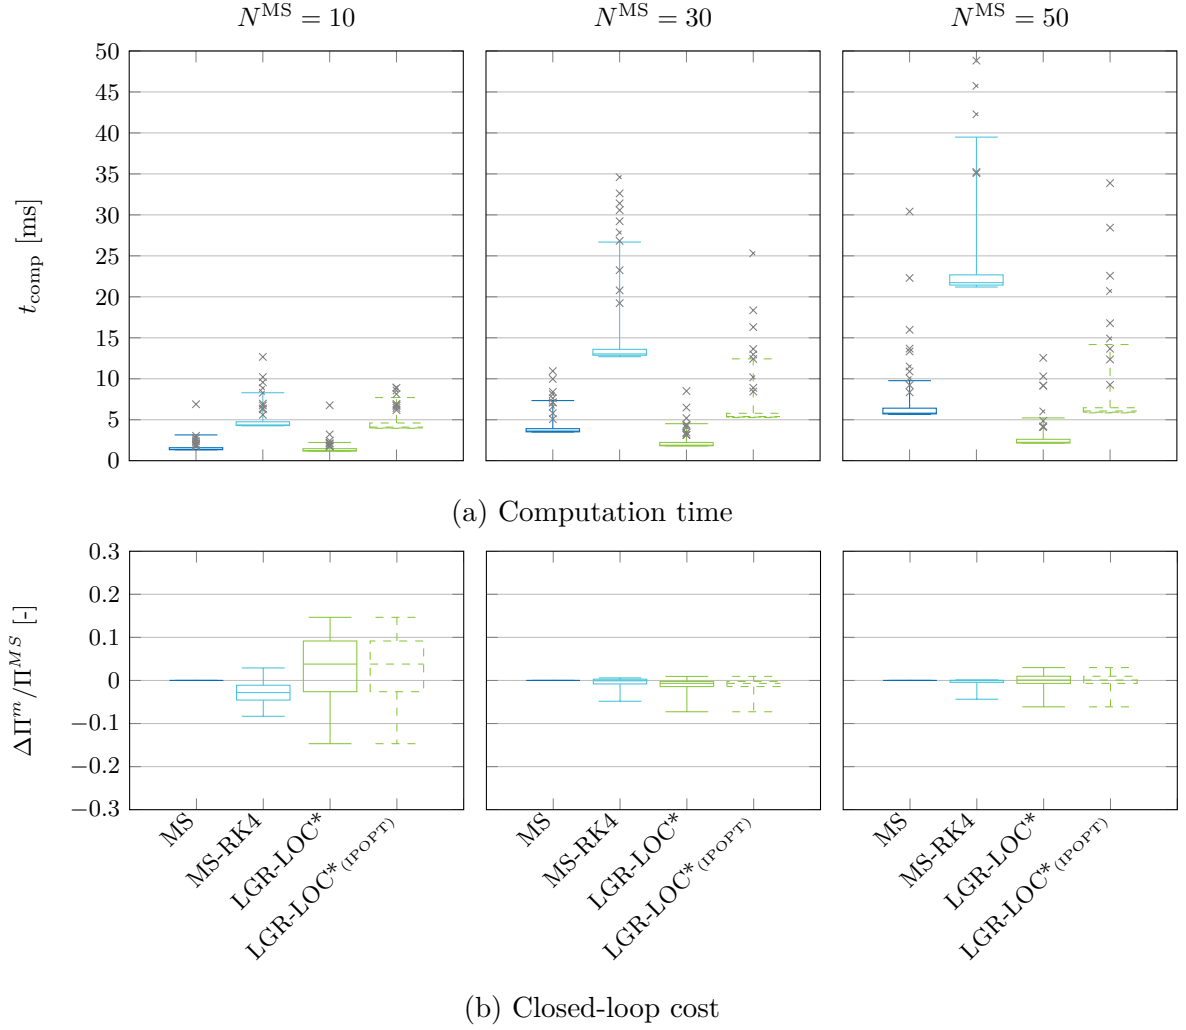 N^MS = 10 N^MS = 30 N^MS = 50
50
45
40
35
30
25
20
15
10
5
0
t_comp [ms]
(a) Computation time
0.3
0.2
0.1
0
−0.1
−0.2
−0.3
ΔΠ^m/Π^MS [-]
MS
MS-RK4
LGR-LOC*
LGR-LOC*(IPOPT)
MS
MS-RK4
LGR-LOC*
LGR-LOC*(IPOPT)
MS
MS-RK4
LGR-LOC*
LGR-LOC*(IPOPT)
(b) Closed-loop cost